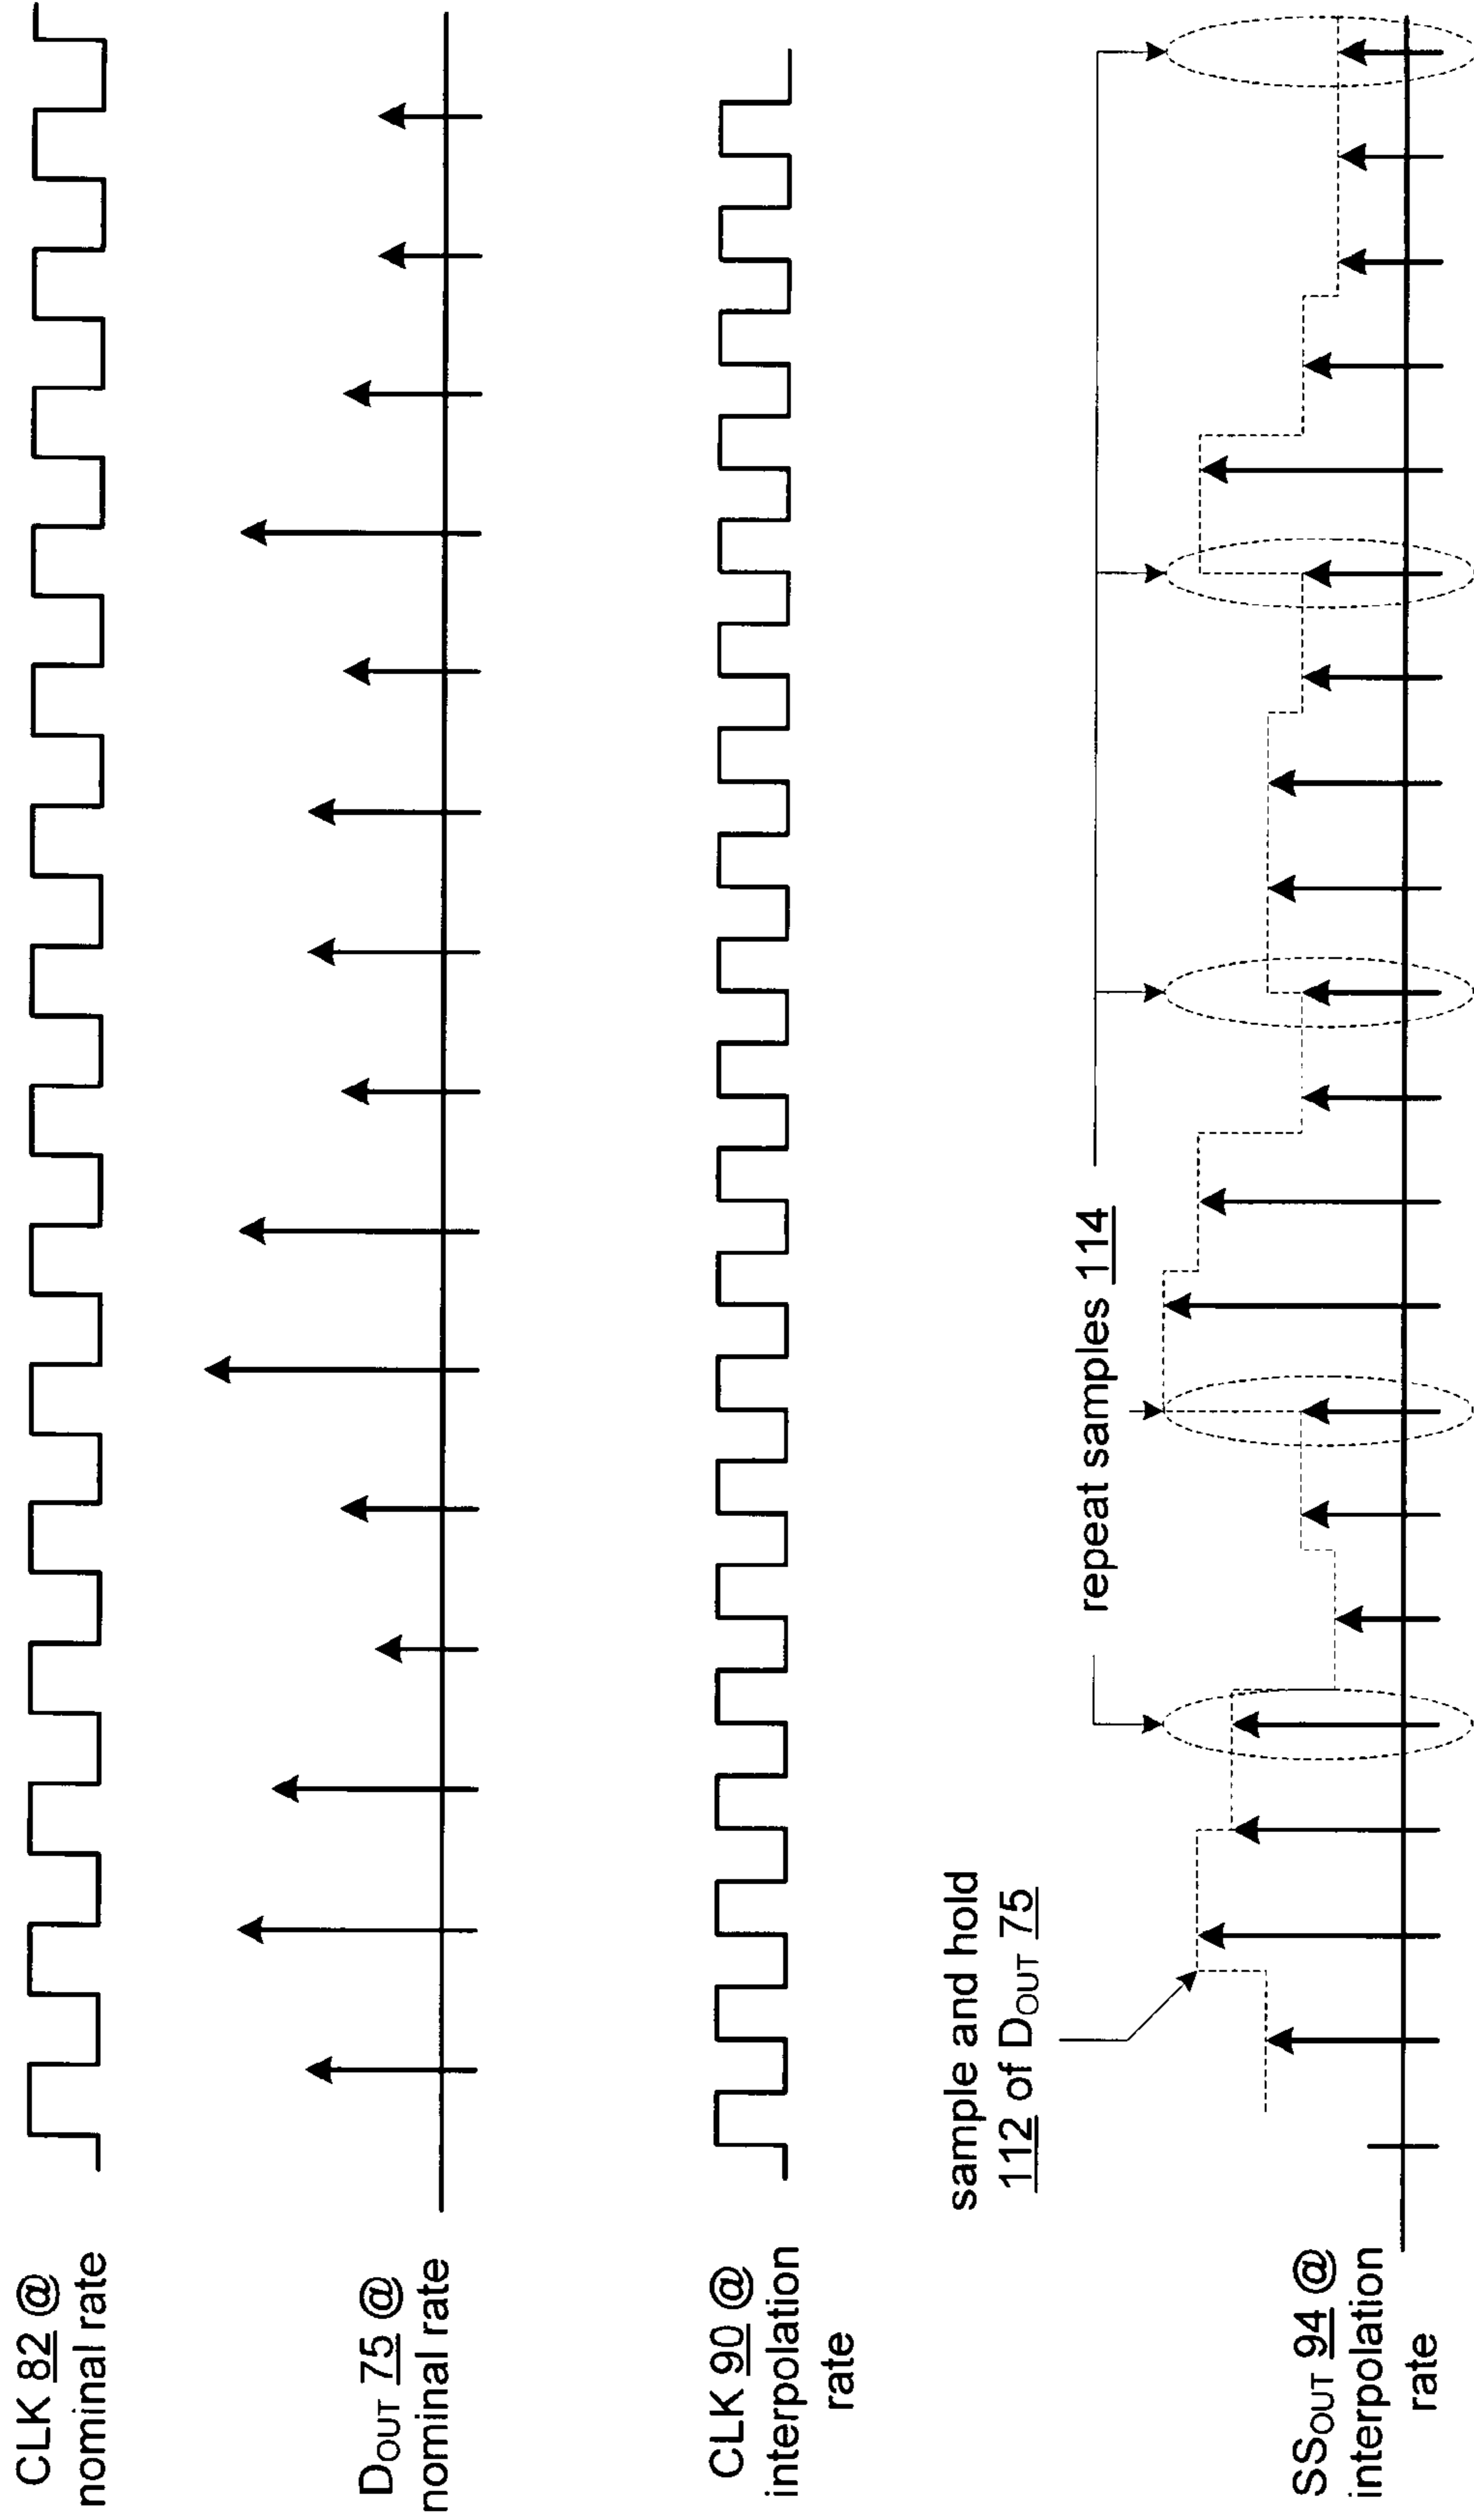 CLK 82 @
nominal rate
DOUT 75 @
nominal rate
CLK 90 @
interpolation
rate
sample and hold
112 of DOUT 75
repeat samples 114
SSOUT 94 @
interpolation
rate